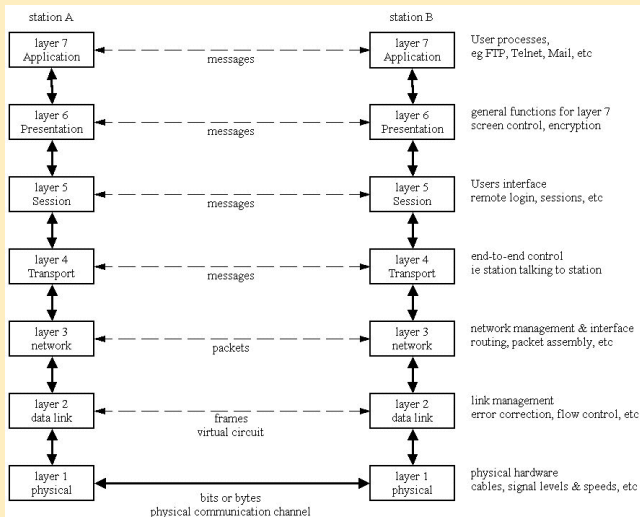 station A
station B
layer 7
Application
messages
layer 7
Application
User processes,
eg FTP, Telnet, Mail, etc
layer 6
Presentation
messages
layer 6
Presentation
general functions for layer 7
screen control, encryption
layer 5
Session
messages
layer 5
Session
Users interface
remote login, sessions, etc
layer 4
Transport
messages
layer 4
Transport
end-to-end control
ie station talking to station
layer 3
network
packets
layer 3
network
network management & interface
routing, packet assembly, etc
layer 2
data link
frames
virtual circuit
layer 2
data link
link management
error correction, flow control, etc
layer 1
physical
bits or bytes
physical communication channel
layer 1
physical
physical hardware
cables, signal levels & speeds, etc